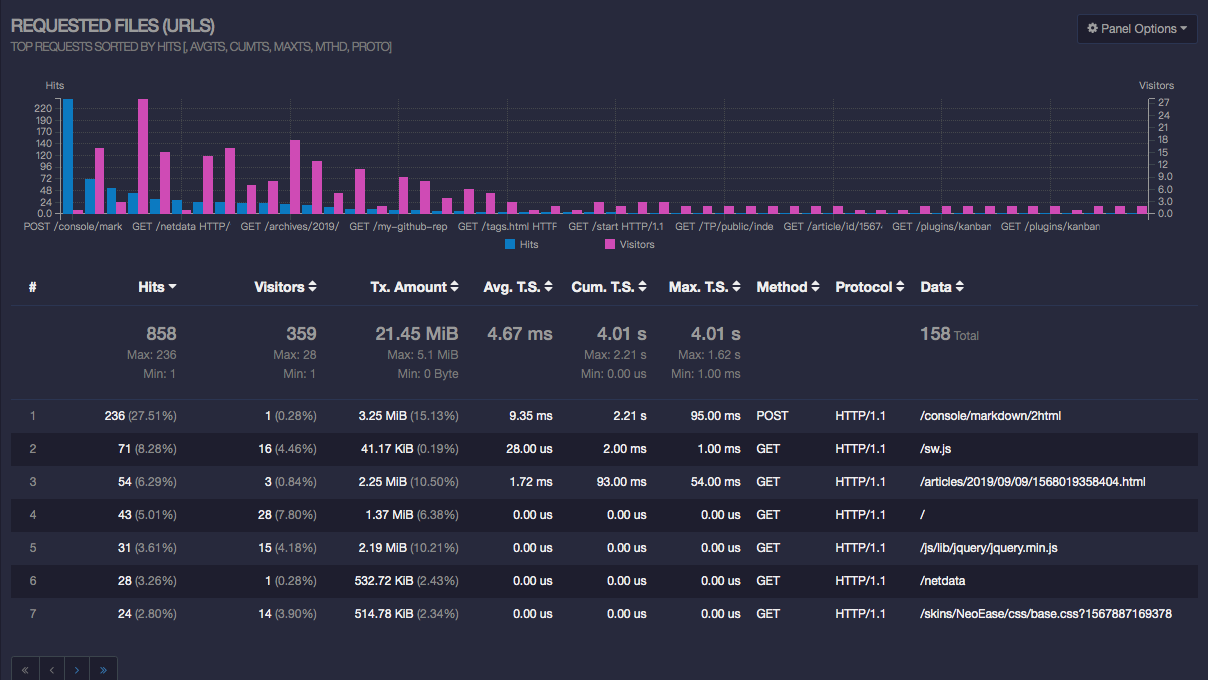 REQUESTED FILES (URLS)
Panel Options
TOP REQUESTS SORTED BY HITS [, AVGTS, CUMTS, MAXTS, MTHD, PROTO]
Hits Visitors
220 190 170 140 120 96 72 48 24 0.0
27 24 21 18 15 12 9.0 6.0 3.0 0.0
POST /console/mark GET /netdata HTTP/ GET /archives/2019/ GET /my-github-rep GET /tags.html HTTP GET /start HTTP/1.1 GET /TP/public/inde GET /article/id/1567 GET /plugins/kanban GET /plugins/kanban
Hits Visitors
# Hits Visitors Tx. Amount Avg. T.S. Cum. T.S. Max. T.S. Method Protocol Data
858 359 21.45 MiB 4.67 ms 4.01 s 4.01 s 158 Total
Max: 236 Max: 28 Max: 5.1 MiB Max: 2.21 s Max: 1.62 s
Min: 1 Min: 1 Min: 0 Byte Min: 0.00 us Min: 1.00 ms
1 236 (27.51%) 1 (0.28%) 3.25 MiB (15.13%) 9.35 ms 2.21 s 95.00 ms POST HTTP/1.1 /console/markdown/2html
2 71 (8.28%) 16 (4.46%) 41.17 KiB (0.19%) 28.00 us 2.00 ms 1.00 ms GET HTTP/1.1 /sw.js
3 54 (6.29%) 3 (0.84%) 2.25 MiB (10.50%) 1.72 ms 93.00 ms 54.00 ms GET HTTP/1.1 /articles/2019/09/09/1568019358404.html
4 43 (5.01%) 28 (7.80%) 1.37 MiB (6.38%) 0.00 us 0.00 us 0.00 us GET HTTP/1.1 /
5 31 (3.61%) 15 (4.18%) 2.19 MiB (10.21%) 0.00 us 0.00 us 0.00 us GET HTTP/1.1 /js/lib/jquery/jquery.min.js
6 28 (3.26%) 1 (0.28%) 532.72 KiB (2.43%) 0.00 us 0.00 us 0.00 us GET HTTP/1.1 /netdata
7 24 (2.80%) 14 (3.90%) 514.78 KiB (2.34%) 0.00 us 0.00 us 0.00 us GET HTTP/1.1 /skins/NeoEase/css/base.css?1567887169378
« ‹ › »